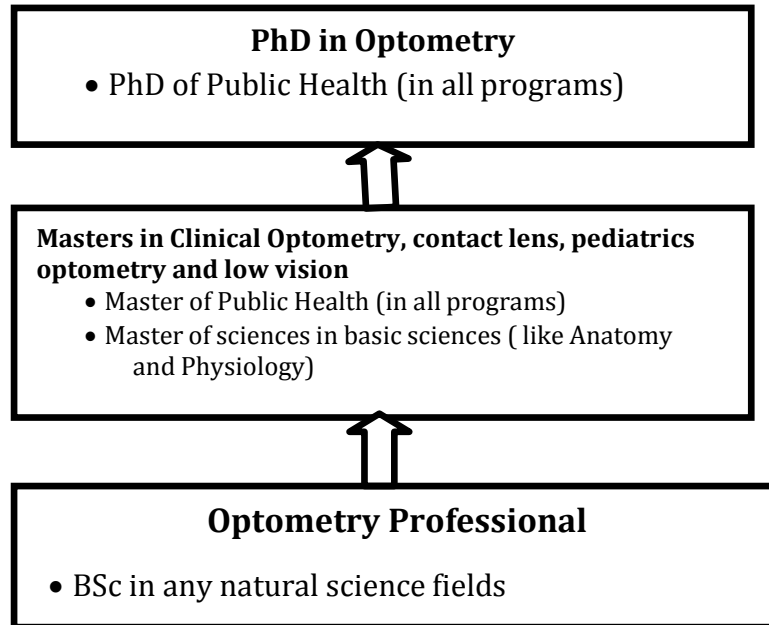 PhD in Optometry
• PhD of Public Health (in all programs)
Masters in Clinical Optometry, contact lens, pediatrics
optometry and low vision
• Master of Public Health (in all programs)
• Master of sciences in basic sciences ( like Anatomy
and Physiology)
Optometry Professional
• BSc in any natural science fields